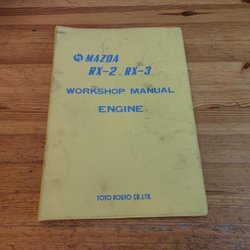 MAZDA
RX-2. RX-3
WORKSHOP MANUAL
ENGINE
TOYO KOGYO CO.,LTD.